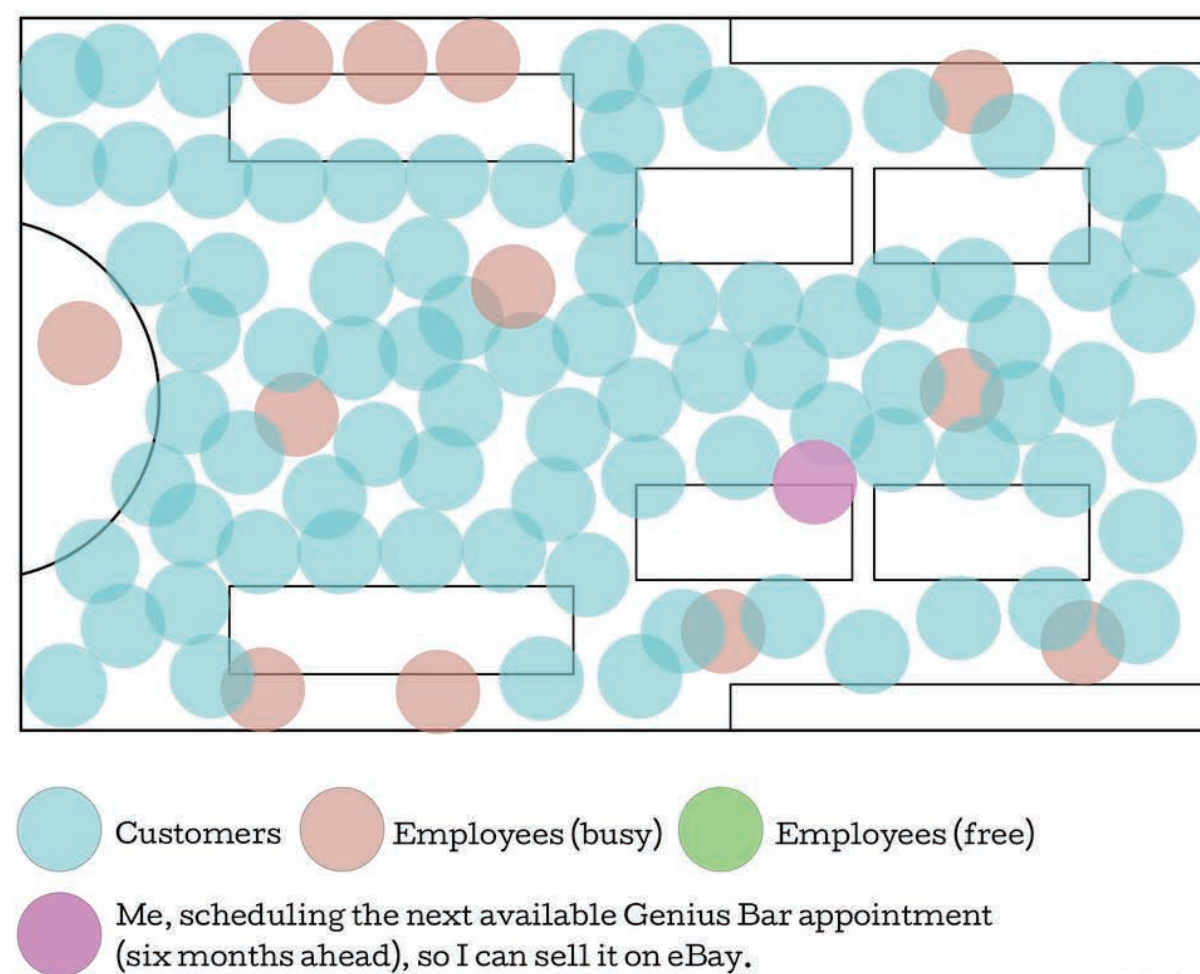 Customers
Employees (busy)
Employees (free)
Me, scheduling the next available Genius Bar appointment
(six months ahead), so I can sell it on eBay.